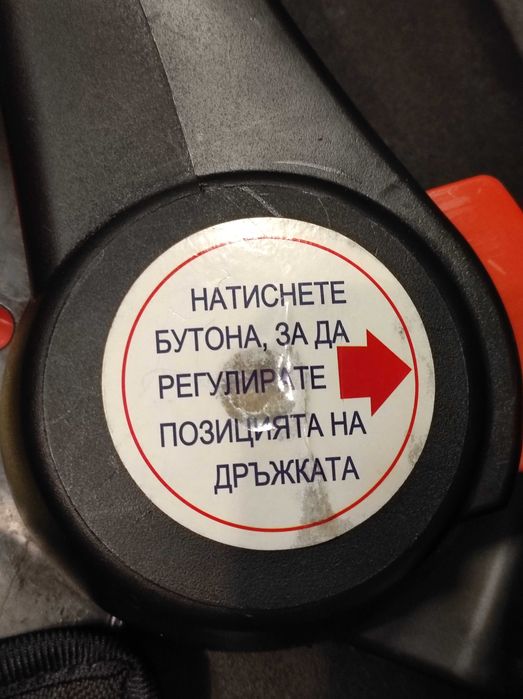 НАТИСНЕТЕ
БУТОНА, ЗА ДА
РЕГУЛИРАТЕ
ПОЗИЦИЯТА НА
ДРЪЖКАТА